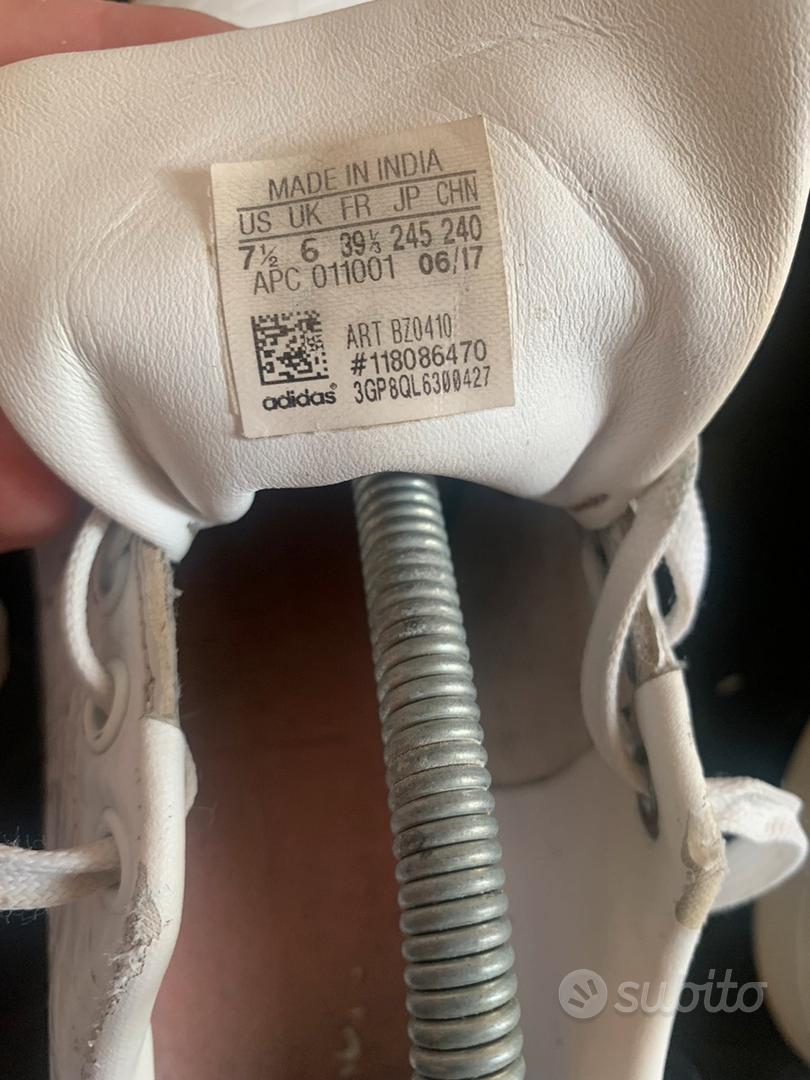 MADE IN INDIA
US UK FR JP CHN
7½ 6 39⅓ 245 240
APC 011001 06/17
ART BZ0410
#118086470
adidas® 3GP8QL6300427
subito